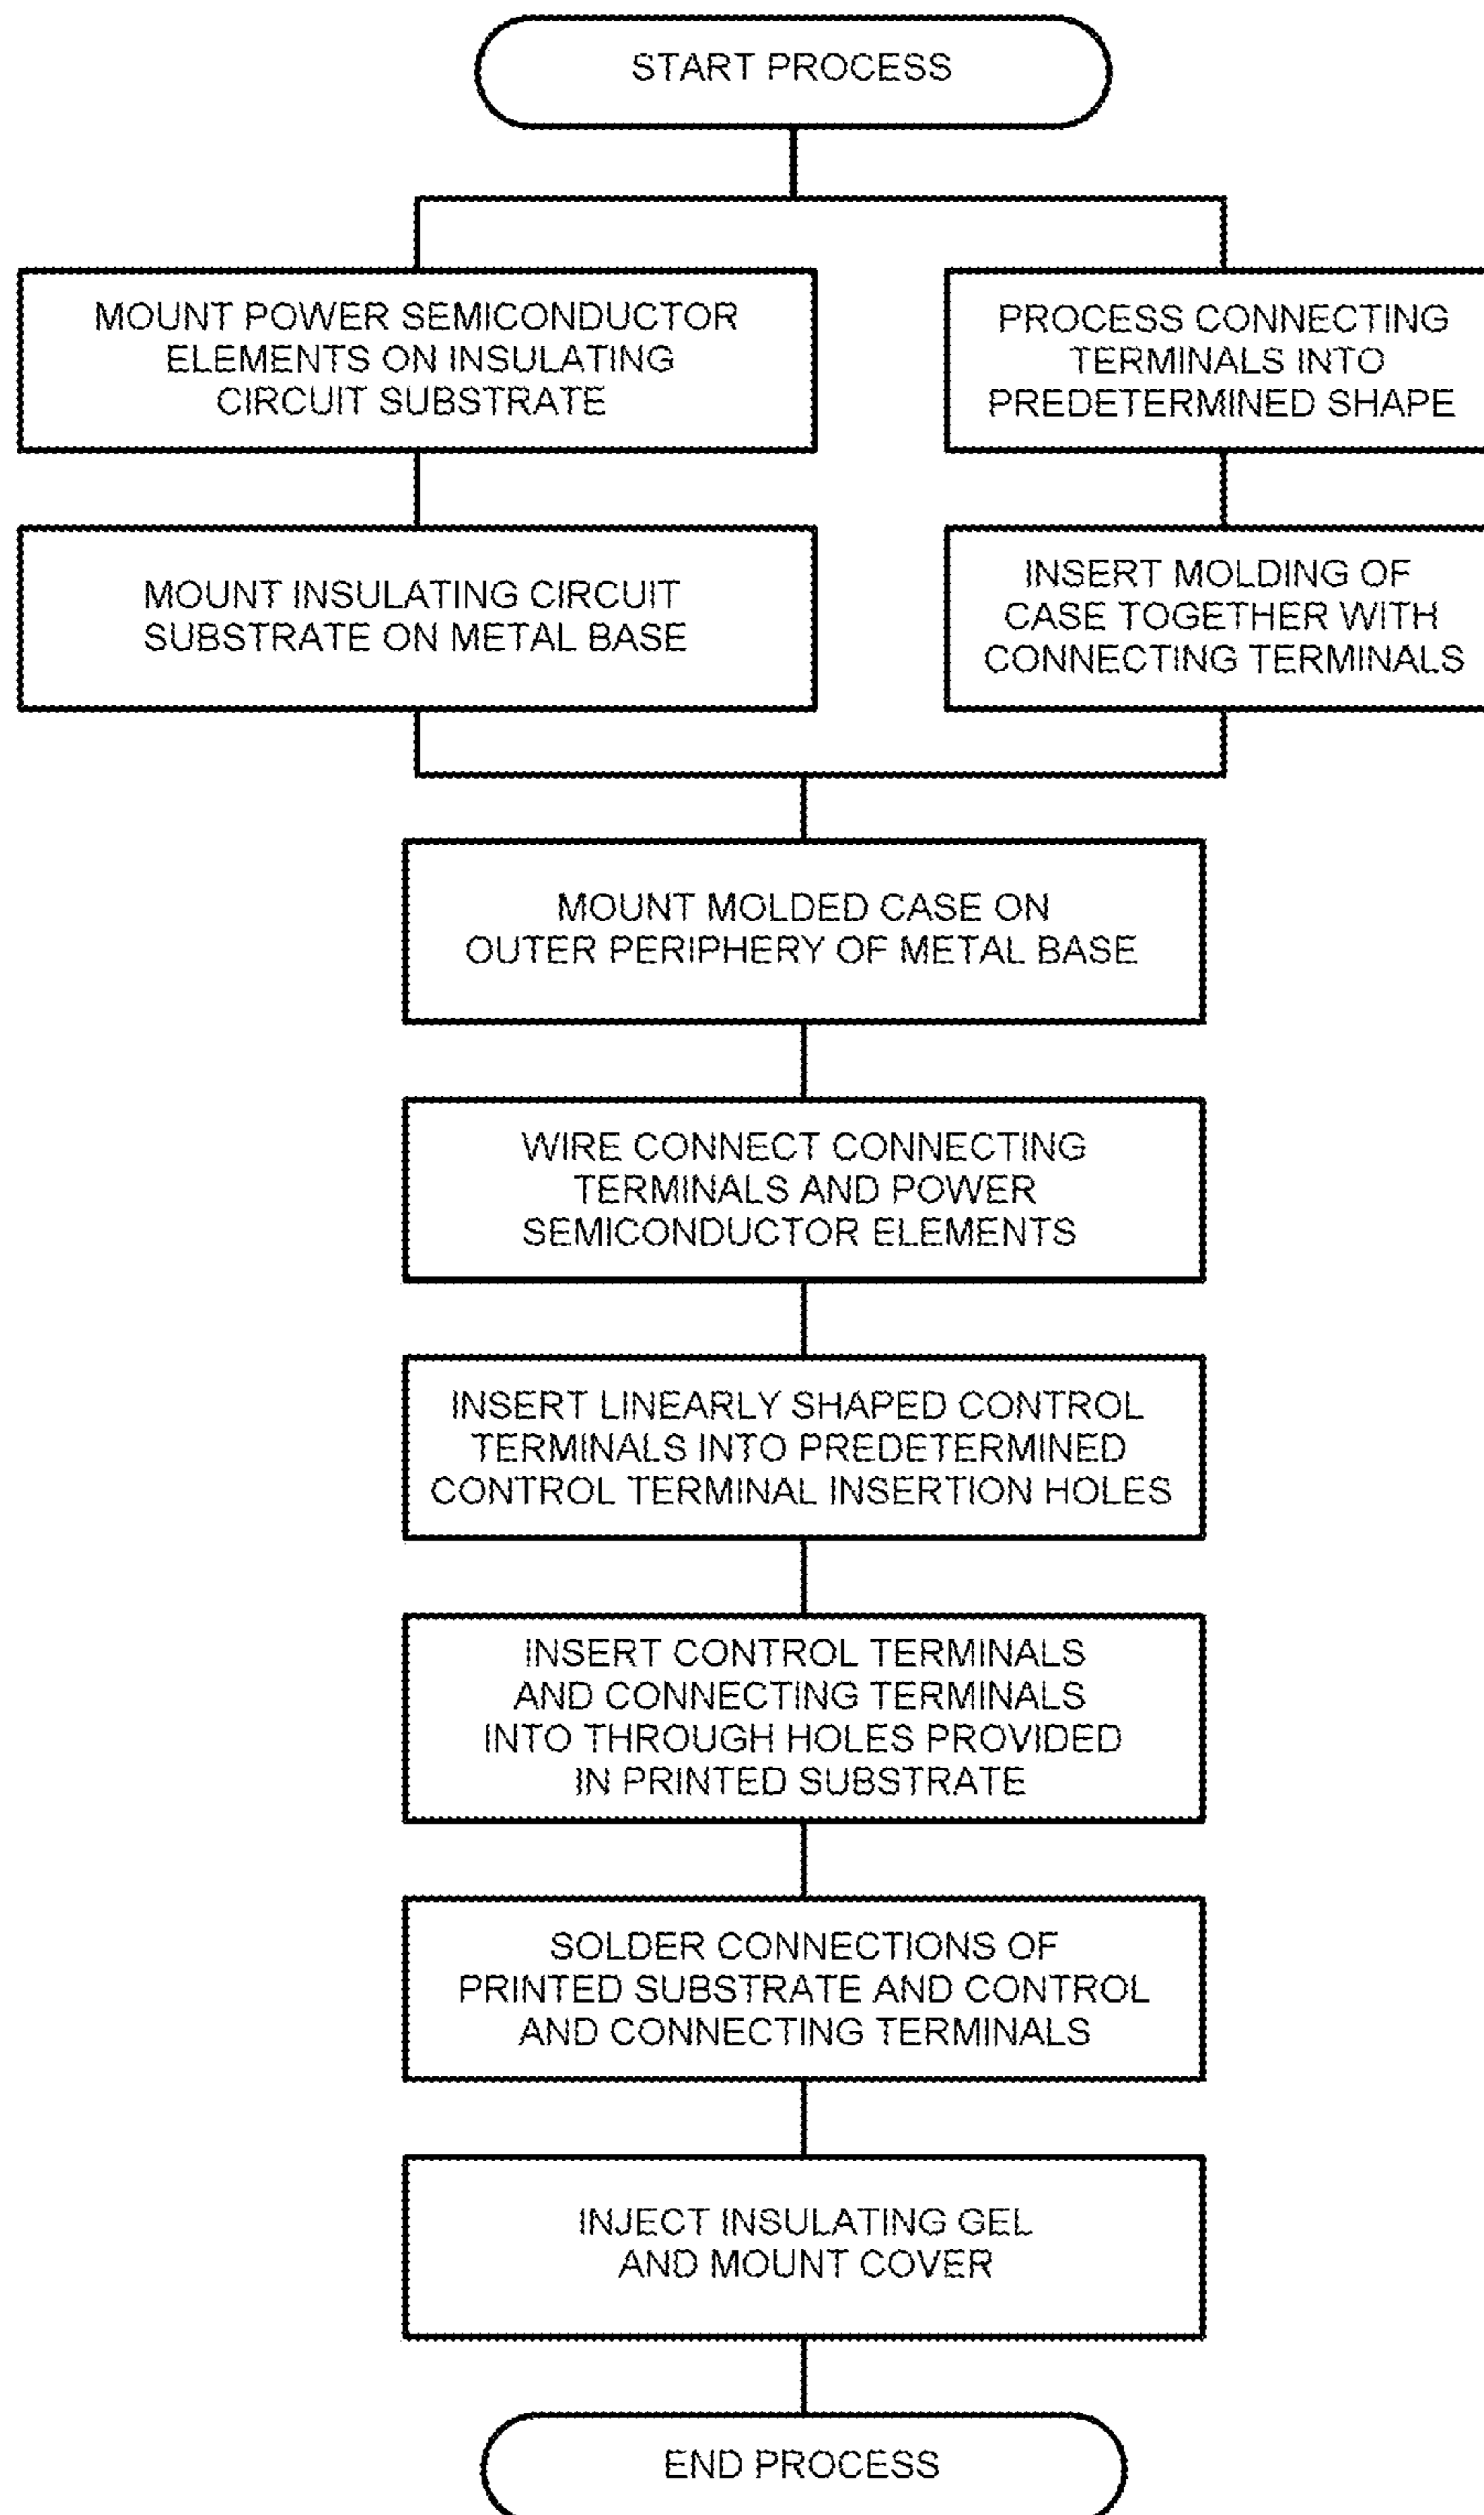 START PROCESS
MOUNT POWER SEMICONDUCTOR
ELEMENTS ON INSULATING
CIRCUIT SUBSTRATE
PROCESS CONNECTING
TERMINALS INTO
PREDETERMINED SHAPE
MOUNT INSULATING CIRCUIT
SUBSTRATE ON METAL BASE
INSERT MOLDING OF
CASE TOGETHER WITH
CONNECTING TERMINALS
MOUNT MOLDED CASE ON
OUTER PERIPHERY OF METAL BASE
WIRE CONNECT CONNECTING
TERMINALS AND POWER
SEMICONDUCTOR ELEMENTS
INSERT LINEARLY SHAPED CONTROL
TERMINALS INTO PREDETERMINED
CONTROL TERMINAL INSERTION HOLES
INSERT CONTROL TERMINALS
AND CONNECTING TERMINALS
INTO THROUGH HOLES PROVIDED
IN PRINTED SUBSTRATE
SOLDER CONNECTIONS OF
PRINTED SUBSTRATE AND CONTROL
AND CONNECTING TERMINALS
INJECT INSULATING GEL
AND MOUNT COVER
END PROCESS